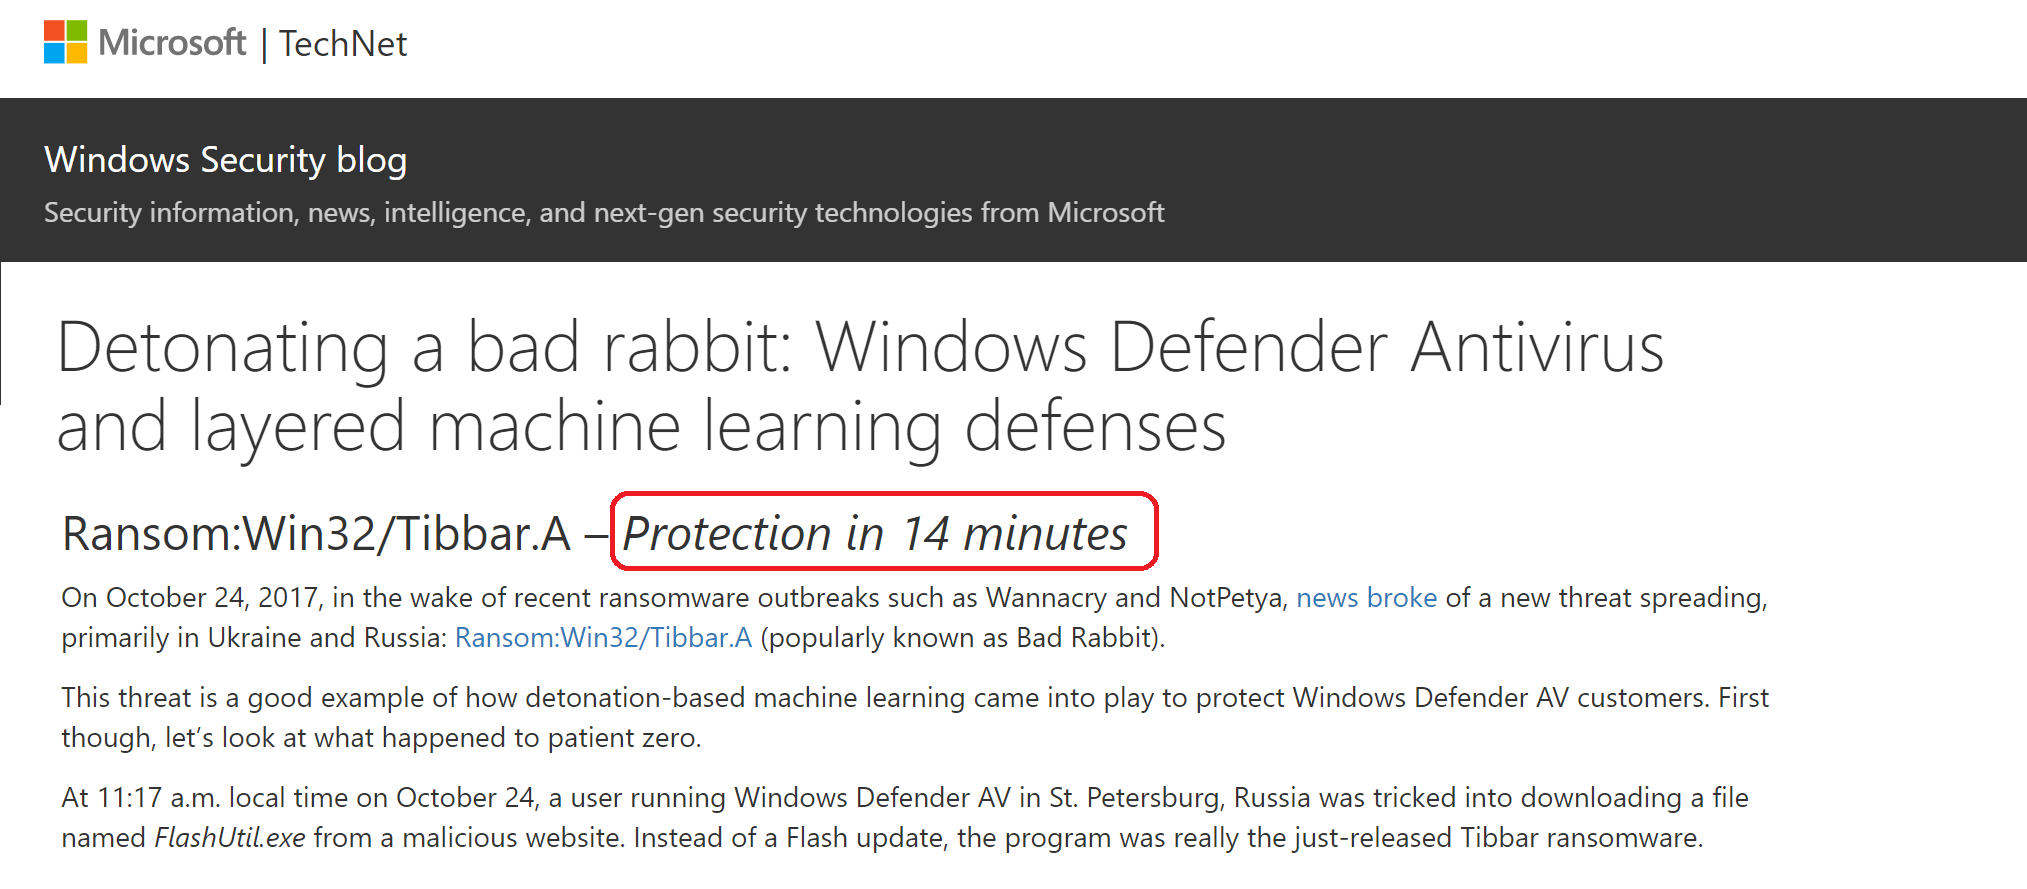 Microsoft | TechNet
Windows Security blog
Security information, news, intelligence, and next-gen security technologies from Microsoft
Detonating a bad rabbit: Windows Defender Antivirus
and layered machine learning defenses
Ransom:Win32/Tibbar.A – Protection in 14 minutes
On October 24, 2017, in the wake of recent ransomware outbreaks such as Wannacry and NotPetya, news broke of a new threat spreading,
primarily in Ukraine and Russia: Ransom:Win32/Tibbar.A (popularly known as Bad Rabbit).
This threat is a good example of how detonation-based machine learning came into play to protect Windows Defender AV customers. First
though, let’s look at what happened to patient zero.
At 11:17 a.m. local time on October 24, a user running Windows Defender AV in St. Petersburg, Russia was tricked into downloading a file
named FlashUtil.exe from a malicious website. Instead of a Flash update, the program was really the just-released Tibbar ransomware.